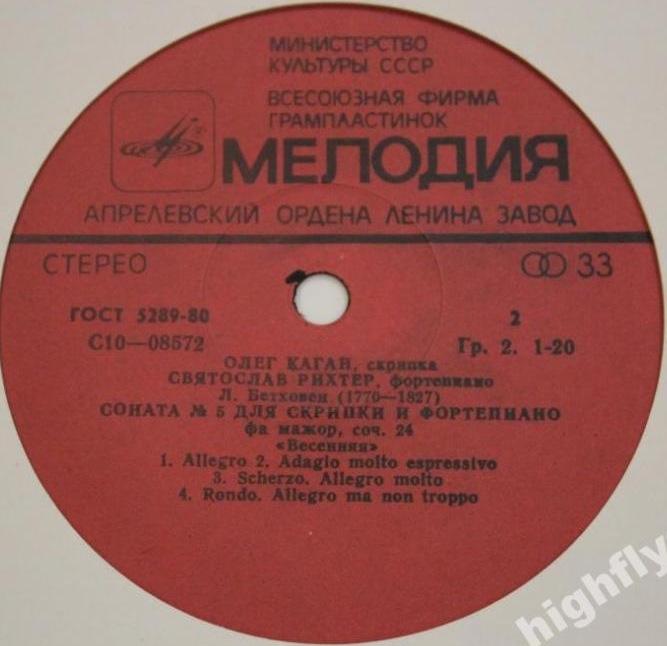 МИНИСТЕРСТВО
КУЛЬТУРЫ СССР
ВСЕСОЮЗНАЯ ФИРМА
ГРАМПЛАСТИНОК
МЕЛОДИЯ
АПРЕЛЕВСКИЙ ОРДЕНА ЛЕНИНА ЗАВОД
СТЕРЕО 33
ГОСТ 5289-80 2
С10—08572 Гр. 2. 1-20
ОЛЕГ КАГАН, скрипка
СВЯТОСЛАВ РИХТЕР, фортепиано
Л. Бетховен (1770—1827)
СОНАТА № 5 ДЛЯ СКРИПКИ И ФОРТЕПИАНО
фа мажор, соч. 24
«Весенняя»
1. Allegro 2. Adagio molto espressivo
3. Scherzo. Allegro molto
4. Rondo. Allegro ma non troppo
highfly